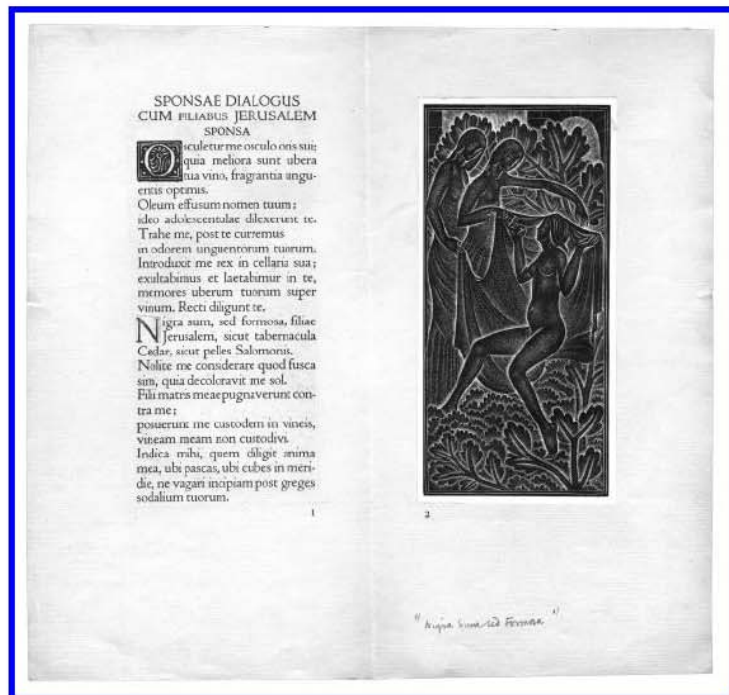 SPONSAE DIALOGUS
CUM FILIABUS JERUSALEM
SPONSA
Osculetur me osculo oris sui;
quia meliora sunt ubera
tua vino, fragrantia ungu-
entis optimis.
Oleum effusum nomen tuum;
ideo adolescentulae dilexerunt te.
Trahe me, post te curremus
in odorem unguentorum tuorum.
Introduxit me rex in cellaria sua;
exultabimus et laetabimur in te,
memores uberum tuorum super
vinum. Recti diligunt te.
Nigra sum, sed formosa, filiae
Jerusalem, sicut tabernacula
Cedar, sicut pelles Salomonis.
Nolite me considerare quod fusca
sim, quia decoloravit me sol.
Filii matris meae pugnaverunt con-
tra me;
posuerunt me custodem in vineis,
vineam meam non custodivi.
Indica mihi, quem diligit anima
mea, ubi pascas, ubi cubes in meri-
die, ne vagari incipiam post greges
sodalium tuorum.
1
2
"Nigra Suma sed Formosa"